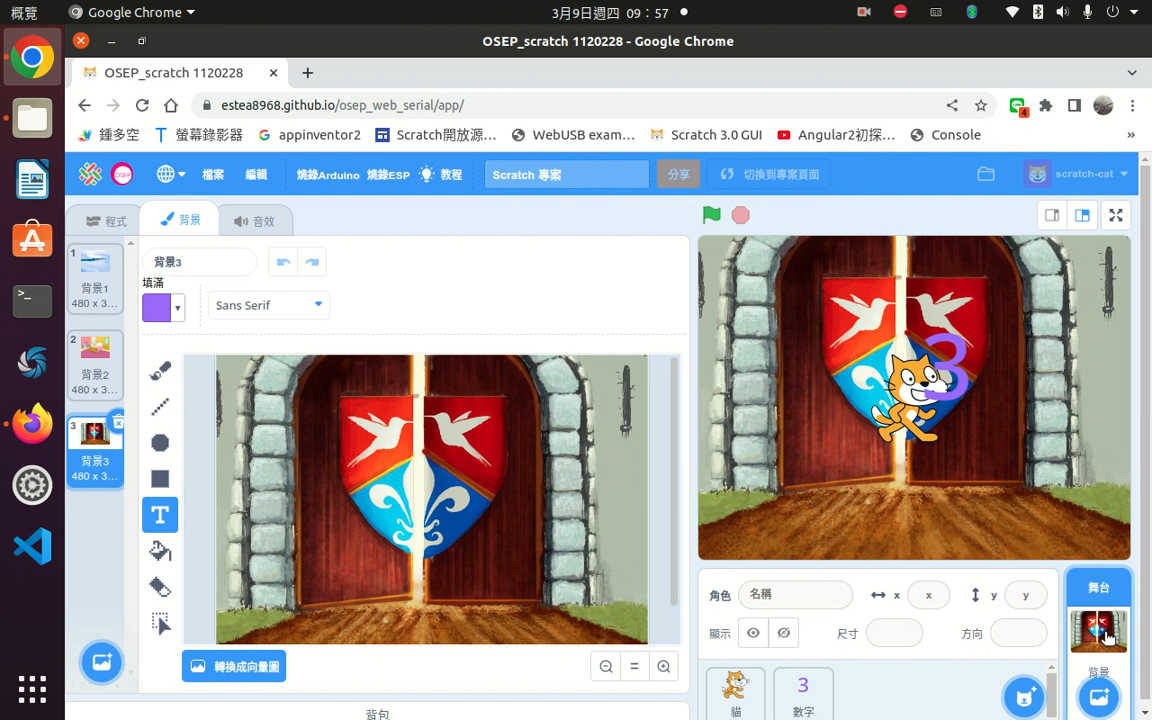 概覽
Google Chrome
3月9日週四 09：57
OSEP_scratch 1120228 - Google Chrome
OSEP_scratch 1120228
estea8968.github.io/osep_web_serial/app/
4
鍾多空
螢幕錄影器
appinventor2
Scratch開放源…
WebUSB exam…
Scratch 3.0 GUI
Angular2初探…
Console
»
檔案
編輯
燒錄Arduino
燒錄ESP
教程
Scratch 專案
分享
切換到專案頁面
scratch-cat
程式
背景
音效
1
背景1
480 x 3…
2
背景2
480 x 3…
3
背景3
480 x 3…
背景3
填滿
Sans Serif
T
轉換成向量圖
3
角色
名稱
x
x
y
y
顯示
尺寸
方向
舞台
背景
貓
3
數字
背包